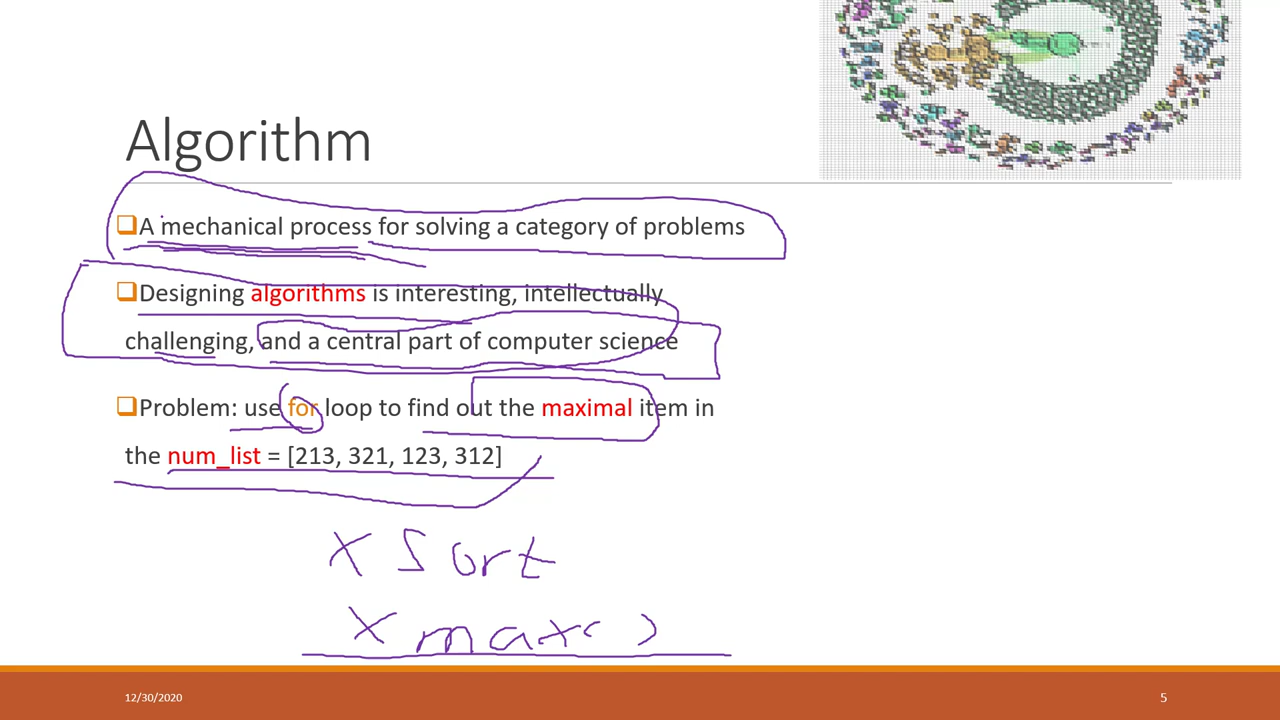 Algorithm
A mechanical process for solving a category of problems
Designing algorithms is interesting, intellectually
challenging, and a central part of computer science
Problem: use for loop to find out the maximal item in
the num_list = [213, 321, 123, 312]
X Sort
X max( )
12/30/2020
5